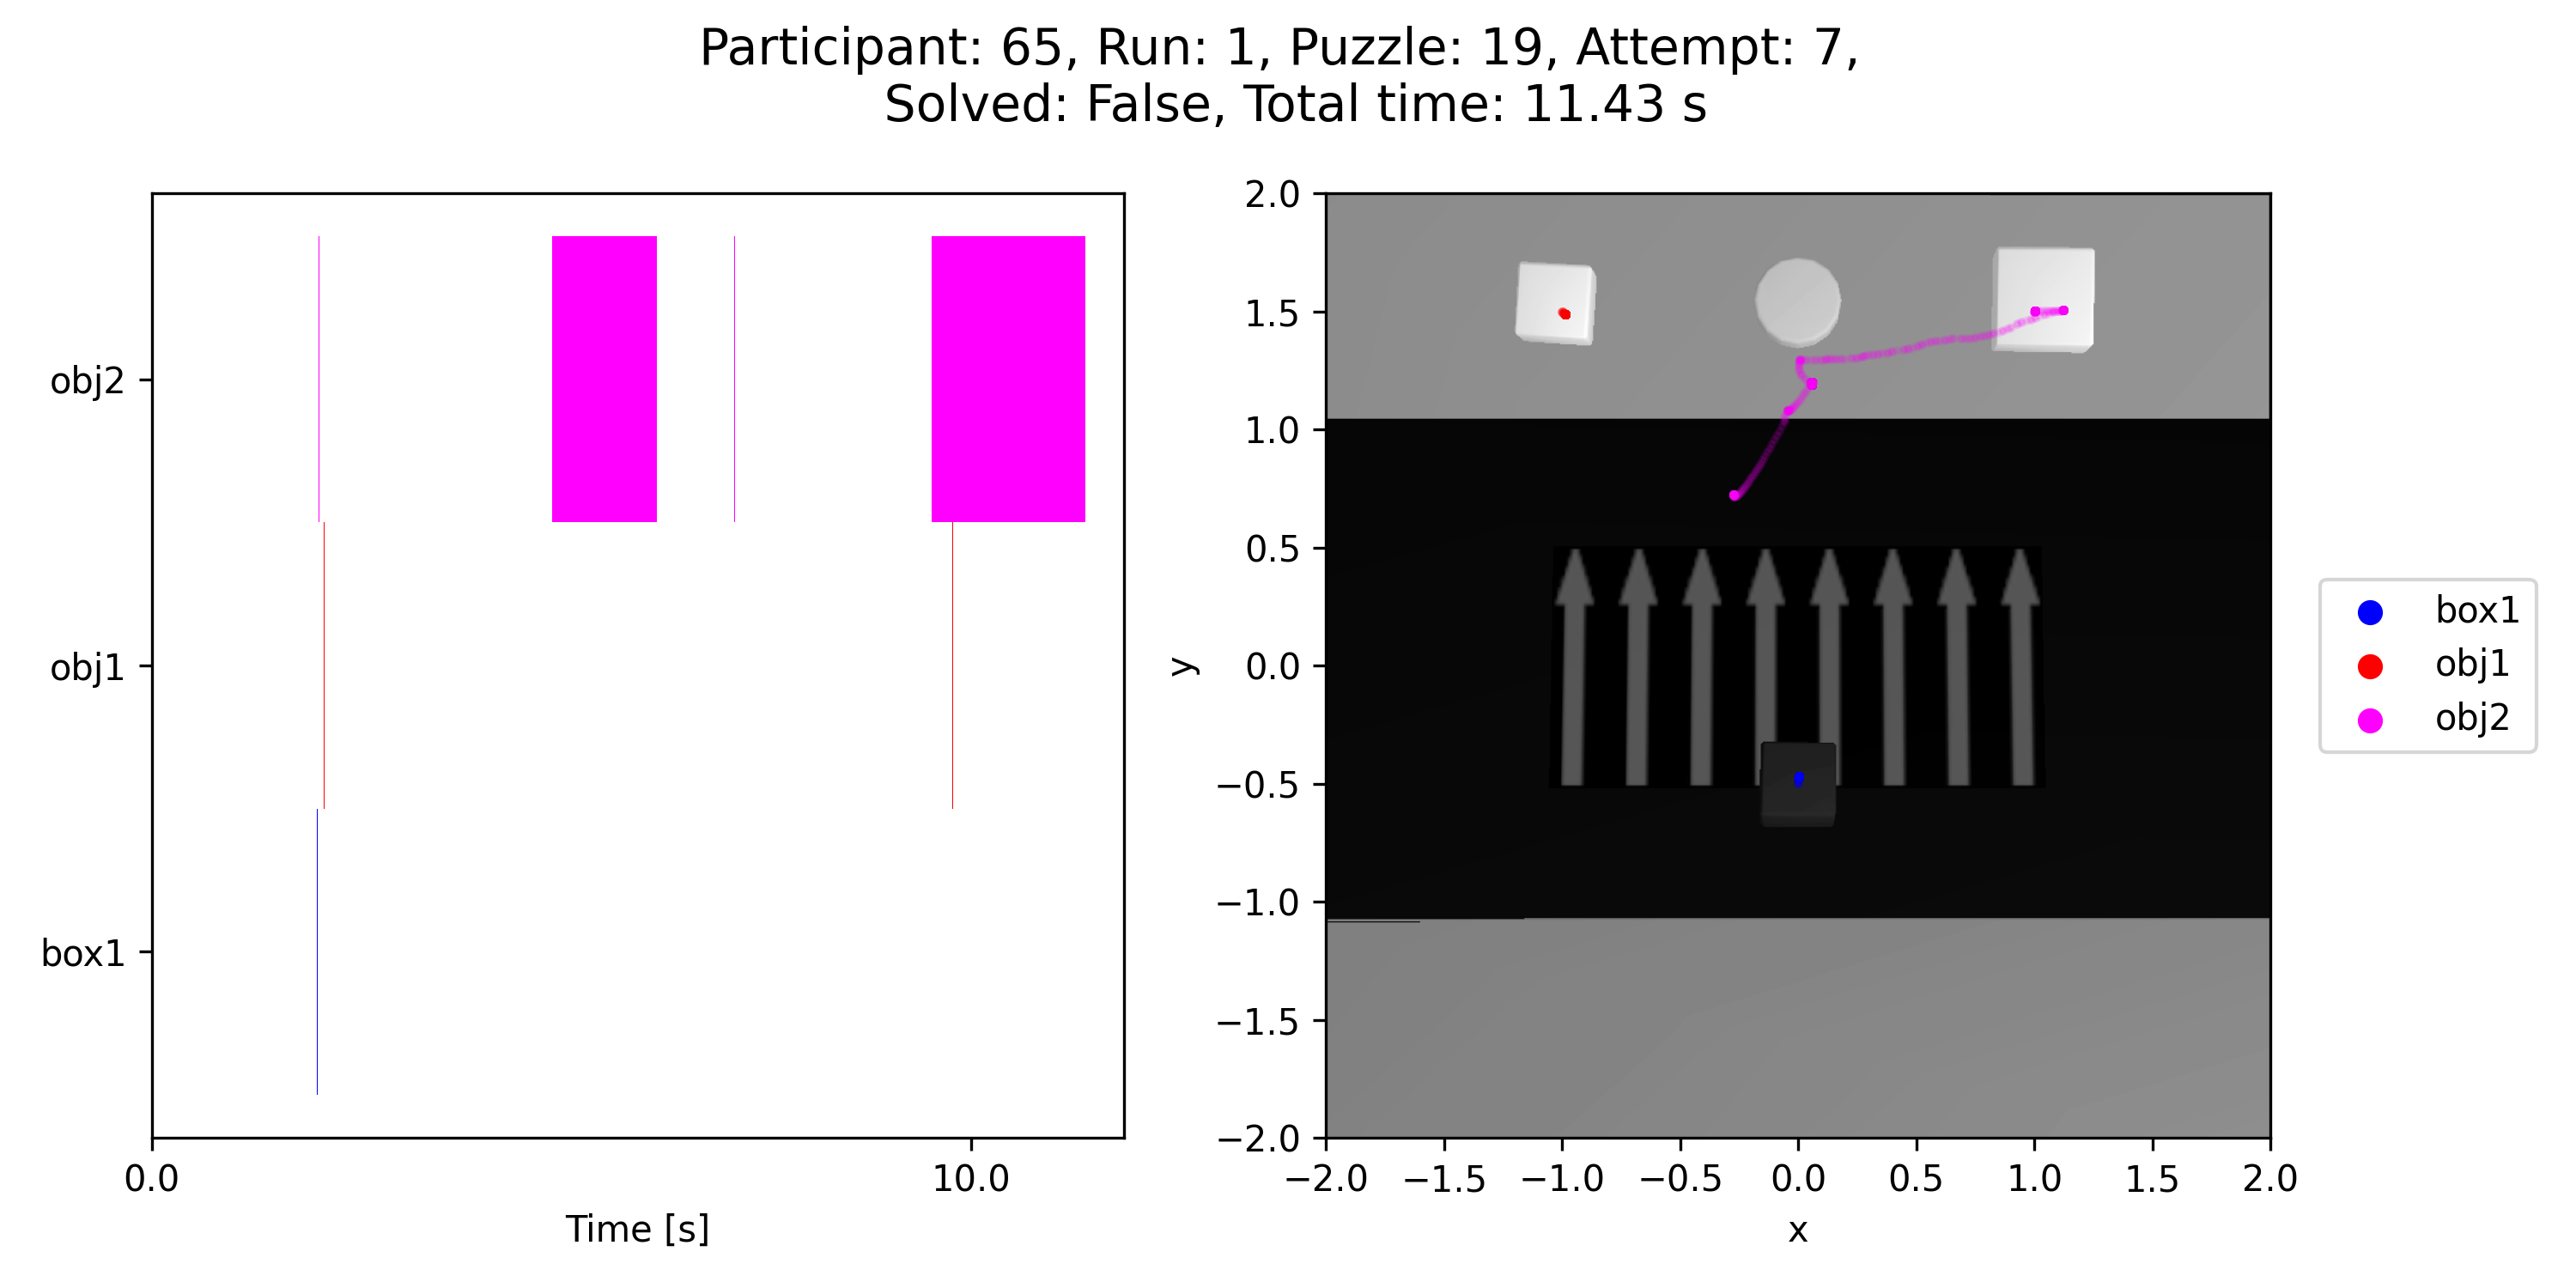 Participant: 65, Run: 1, Puzzle: 19, Attempt: 7,
Solved: False, Total time: 11.43 s
obj2
obj1
box1
0.0
10.0
Time [s]
2.0
1.5
1.0
0.5
0.0
−0.5
−1.0
−1.5
−2.0
y
−2.0
−1.5
−1.0
−0.5
0.0
0.5
1.0
1.5
2.0
x
box1
obj1
obj2